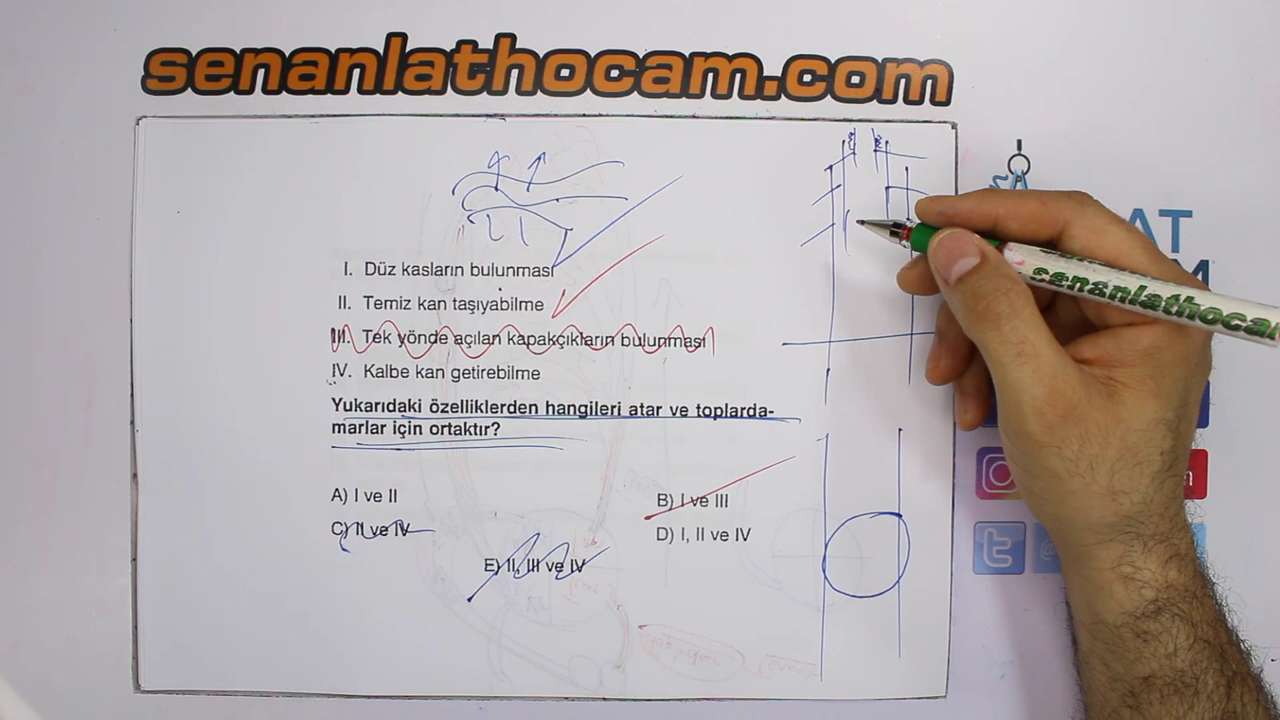 senanlathocam.com
I. Düz kasların bulunması
II. Temiz kan taşıyabilme
III. Tek yönde açılan kapakçıkların bulunması
IV. Kalbe kan getirebilme
Yukarıdaki özelliklerden hangileri atar ve toplarda-
marlar için ortaktır?
A) I ve II
B) I ve III
C) II ve IV
D) I, II ve IV
E) II, III ve IV
AT
senanlathoca